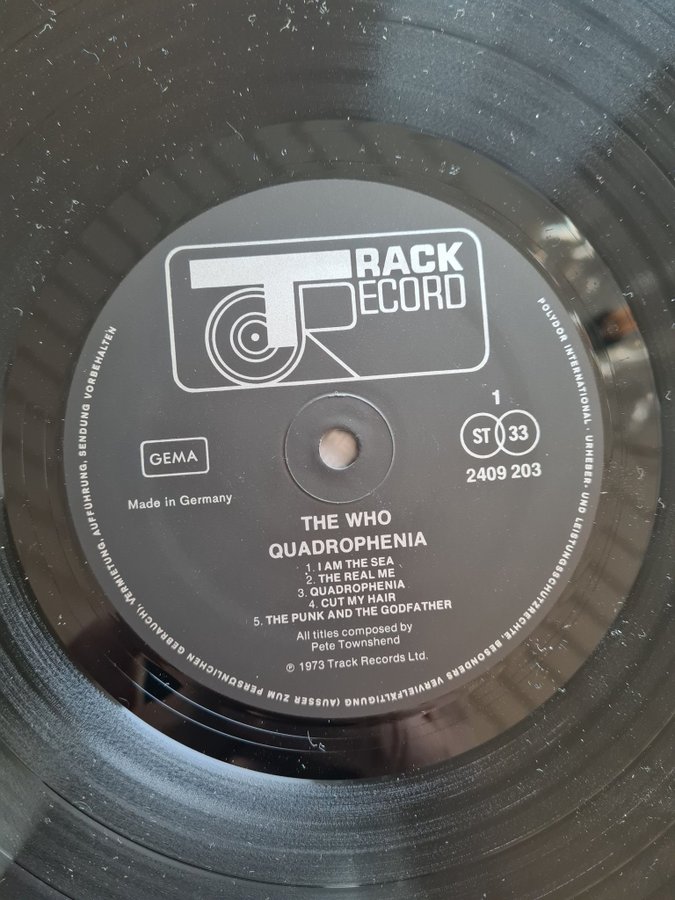 TRACK
RECORD
1
ST 33
2409 203
GEMA
Made in Germany
THE WHO
QUADROPHENIA
1. I AM THE SEA
2. THE REAL ME
3. QUADROPHENIA
4. CUT MY HAIR
5. THE PUNK AND THE GODFATHER
All titles composed by
Pete Townshend
℗ 1973 Track Records Ltd.
POLYDOR INTERNATIONAL · URHEBER- UND LEISTUNGSSCHUTZRECHTE, BESONDERS VERVIELFÄLTIGUNG (AUSSER ZUM PERSÖNLICHEN GEBRAUCH), VERMIETUNG, AUFFÜHRUNG, SENDUNG VORBEHALTEN